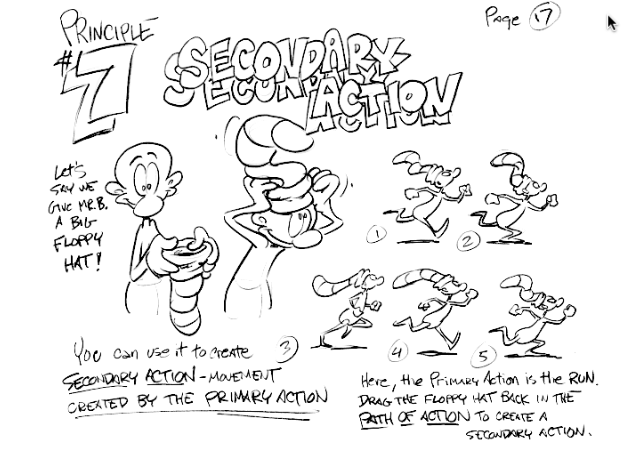 PRINCIPLE
Page 17
#7
SECONDARY
ACTION
Let's
SAY WE
GIVE MR. B.
A BIG
FLOPPY
HAT!
1
2
3
4
5
You can use it to create
SECONDARY ACTION - MOVEMENT
CREATED BY THE PRIMARY ACTION
Here, the Primary Action is the RUN.
DRAG THE FLOPPY HAT BACK IN THE
PATH OF ACTION to CREATE A
SECONDARY ACTION.